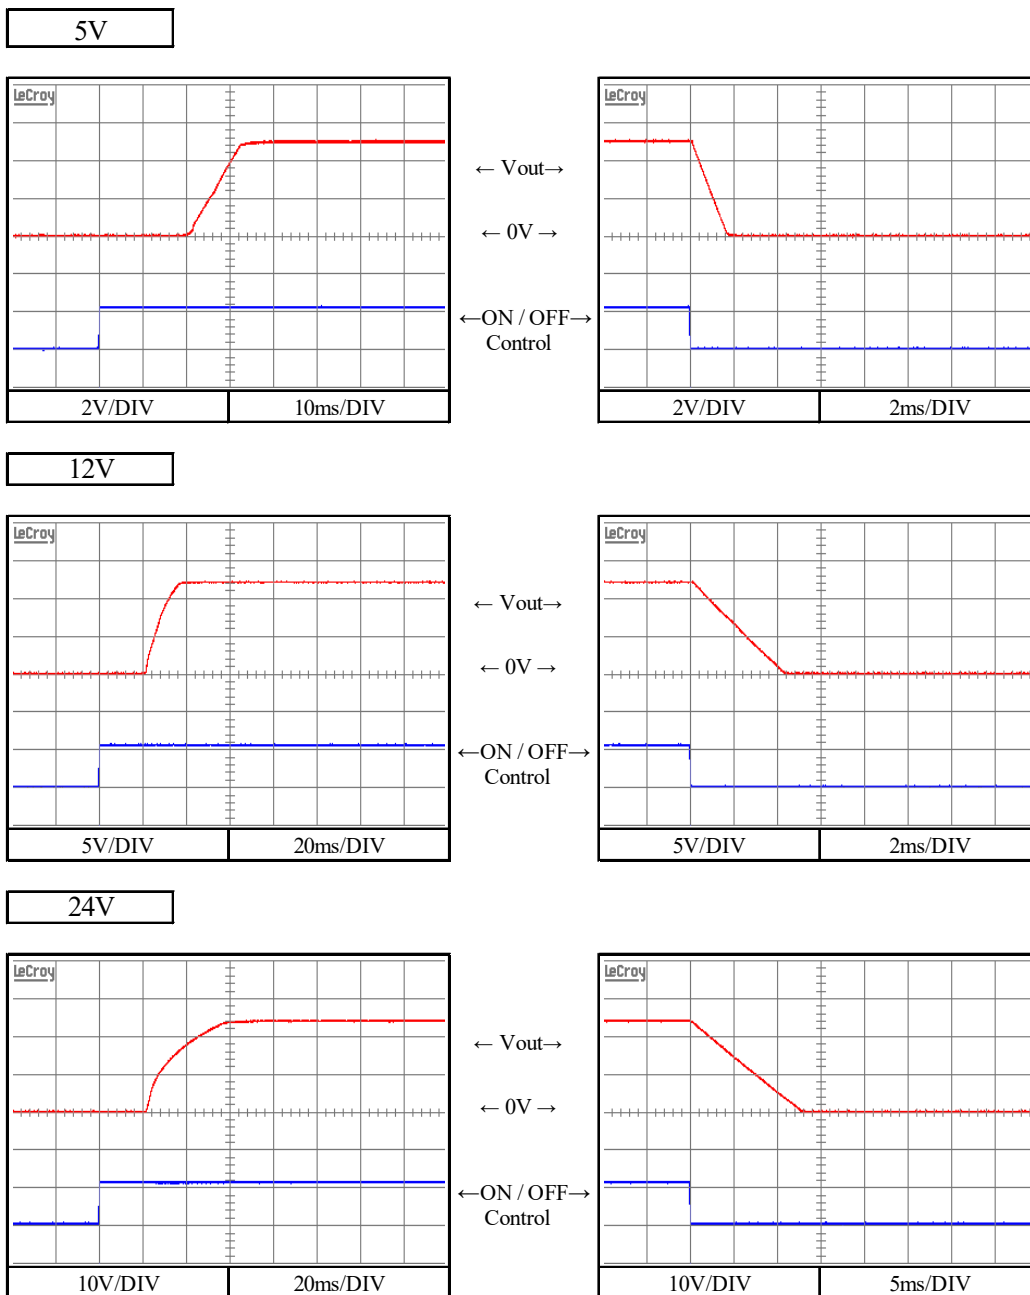 5V
LeCroy
LeCroy
← Vout→
← 0V →
←ON / OFF→
Control
2V/DIV 10ms/DIV
2V/DIV 2ms/DIV
12V
LeCroy
LeCroy
← Vout→
← 0V →
←ON / OFF→
Control
5V/DIV 20ms/DIV
5V/DIV 2ms/DIV
24V
LeCroy
LeCroy
← Vout→
← 0V →
←ON / OFF→
Control
10V/DIV 20ms/DIV
10V/DIV 5ms/DIV